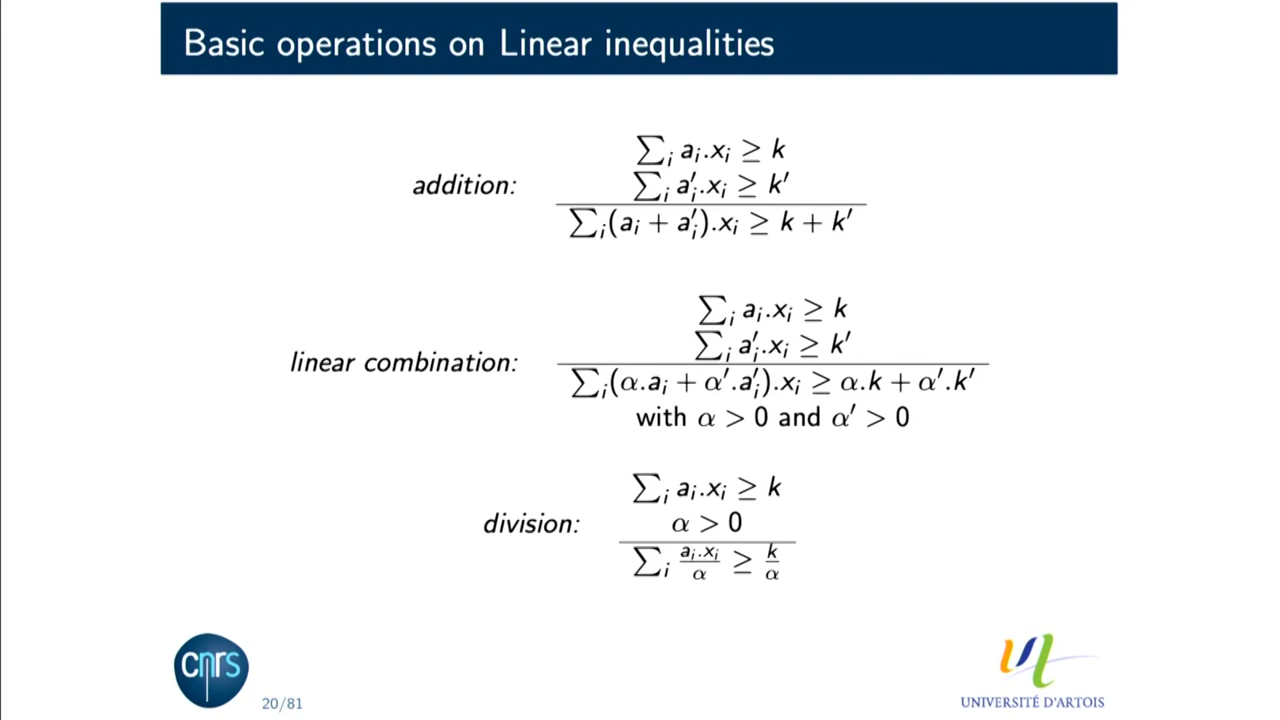 Basic operations on Linear inequalities
∑ᵢ aᵢ.xᵢ ≥ k
addition: ∑ᵢ a′ᵢ.xᵢ ≥ k′
∑ᵢ(aᵢ + a′ᵢ).xᵢ ≥ k + k′
∑ᵢ aᵢ.xᵢ ≥ k
∑ᵢ a′ᵢ.xᵢ ≥ k′
linear combination:
∑ᵢ(α.aᵢ + α′.a′ᵢ).xᵢ ≥ α.k + α′.k′
with α > 0 and α′ > 0
∑ᵢ aᵢ.xᵢ ≥ k
division: α > 0
∑ᵢ aᵢ.xᵢ/α ≥ k/α
cnrs
20/81
UNIVERSITÉ D'ARTOIS